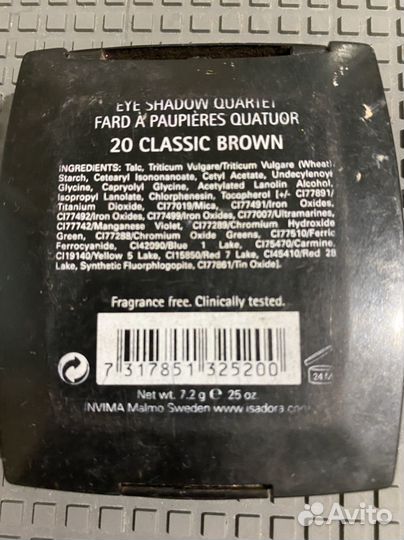 EYE SHADOW QUARTET
FARD À PAUPIÈRES QUATUOR
20 CLASSIC BROWN
INGREDIENTS: Talc, Triticum Vulgare/Triticum Vulgare (Wheat)
Starch, Cetearyl Isononanoate, Cetyl Acetate, Undecylenoyl
Glycine, Capryloyl Glycine, Acetylated Lanolin Alcohol,
Isopropyl Lanolate, Chlorphenesin, Tocopherol [+/- CI77891/
Titanium Dioxide, CI77019/Mica, CI77491/Iron Oxides,
CI77492/Iron Oxides, CI77499/Iron Oxides, CI77007/Ultramarines,
CI77742/Manganese Violet, CI77289/Chromium Hydroxide
Green, CI77288/Chromium Oxide Greens, CI77510/Ferric
Ferrocyanide, CI42090/Blue 1 Lake, CI75470/Carmine,
CI19140/Yellow 5 Lake, CI15850/Red 7 Lake, CI45410/Red 28
Lake, Synthetic Fluorphlogopite, CI77861/Tin Oxide].
Fragrance free. Clinically tested.
7 317851 325200
24 M
Net wt. 7.2 g ℮ 25 oz
INVIMA Malmo Sweden www.isadora.co
Avito